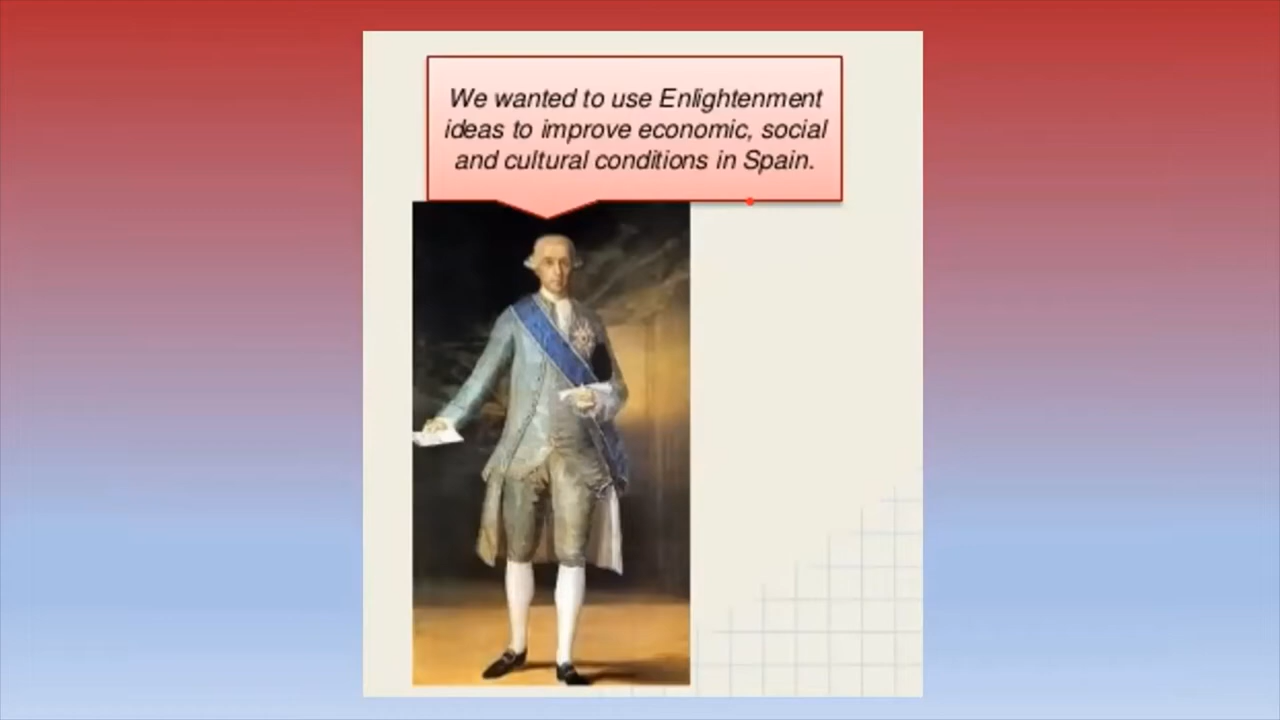 We wanted to use Enlightenment
ideas to improve economic, social
and cultural conditions in Spain.